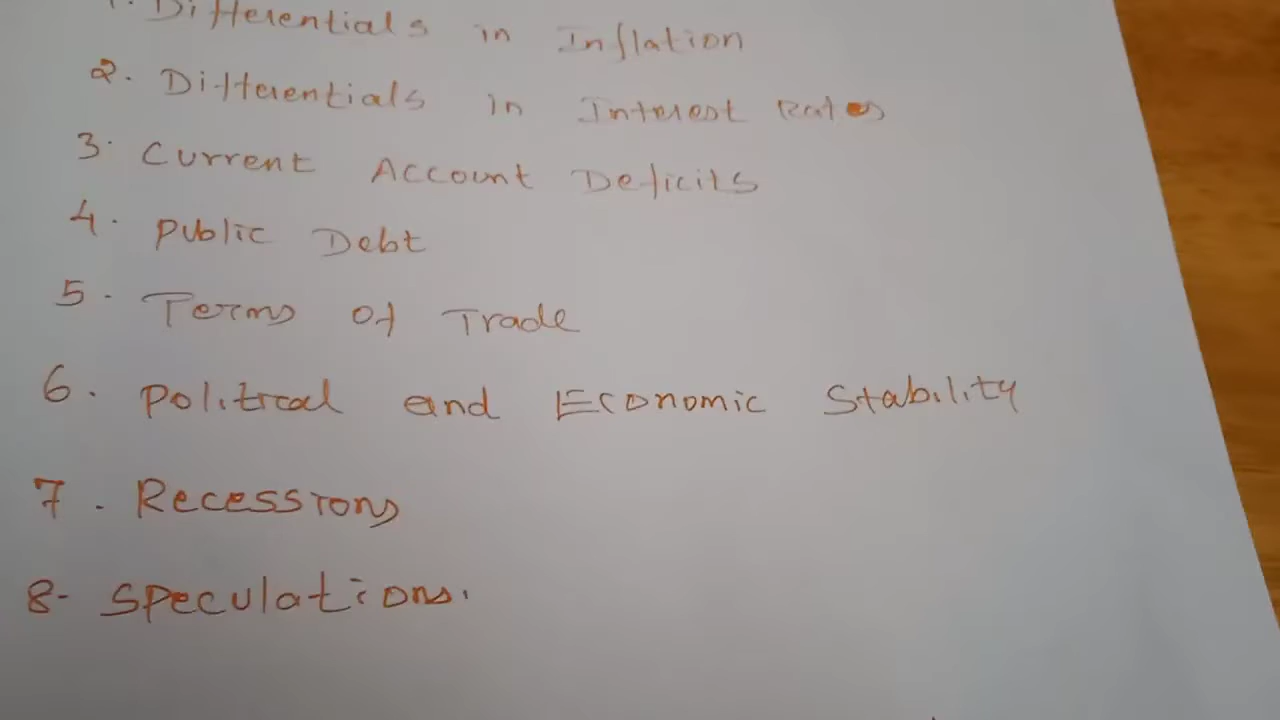 1. Differentials in Inflation
2. Differentials in Interest Rates
3. Current Account Deficits
4. Public Debt
5. Terms of Trade
6. Political and Economic Stability
7. Recessions
8- Speculations.